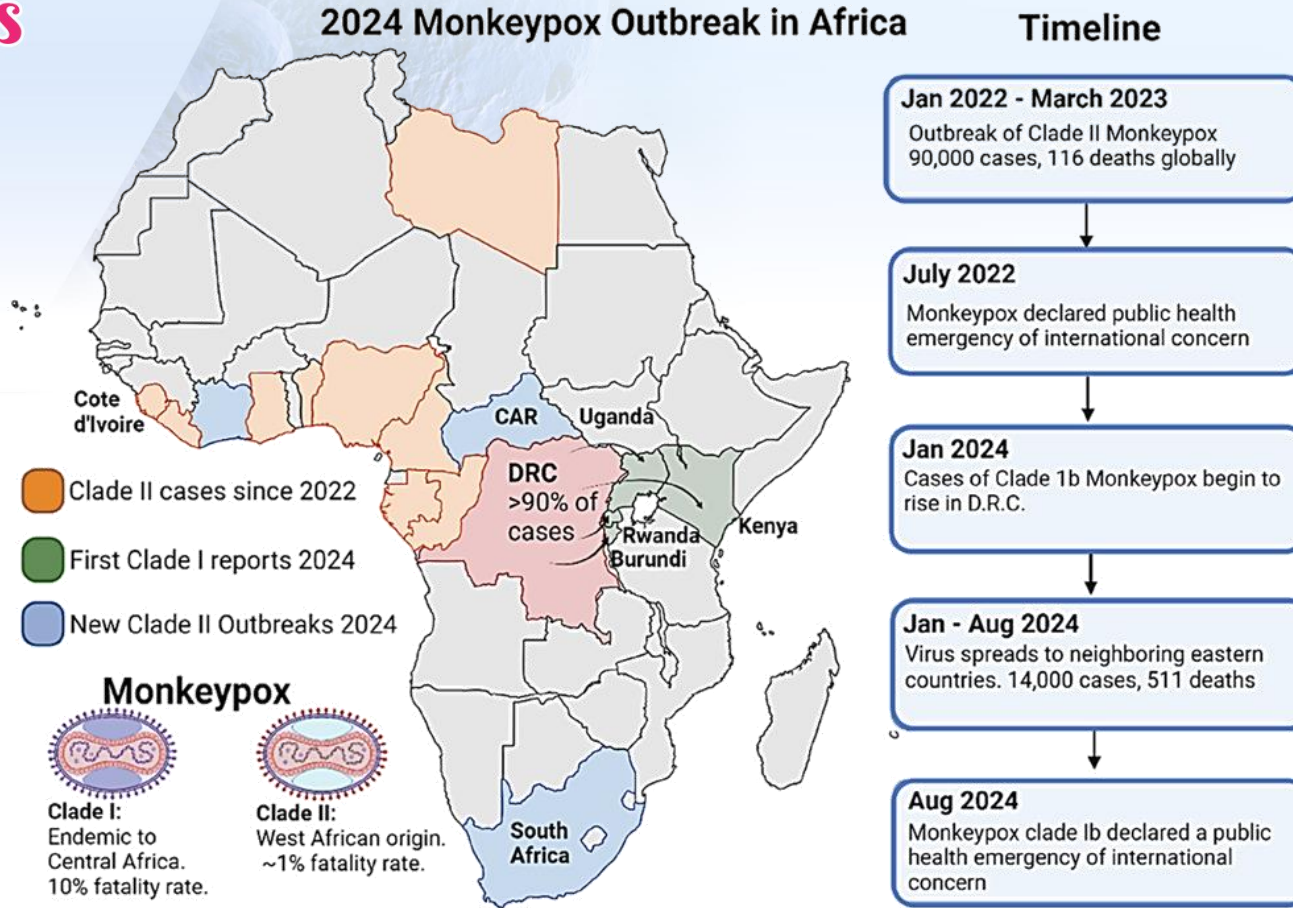 s
2024 Monkeypox Outbreak in Africa
Timeline
Jan 2022 - March 2023
Outbreak of Clade II Monkeypox
90,000 cases, 116 deaths globally
July 2022
Monkeypox declared public health
emergency of international concern
Jan 2024
Cases of Clade 1b Monkeypox begin to
rise in D.R.C.
Jan - Aug 2024
Virus spreads to neighboring eastern
countries. 14,000 cases, 511 deaths
Aug 2024
Monkeypox clade Ib declared a public
health emergency of international
concern
Cote
d'Ivoire
CAR
Uganda
DRC
>90% of
cases
Rwanda
Burundi
Kenya
South
Africa
Clade II cases since 2022
First Clade I reports 2024
New Clade II Outbreaks 2024
Monkeypox
Clade I:
Endemic to
Central Africa.
10% fatality rate.
Clade II:
West African origin.
~1% fatality rate.